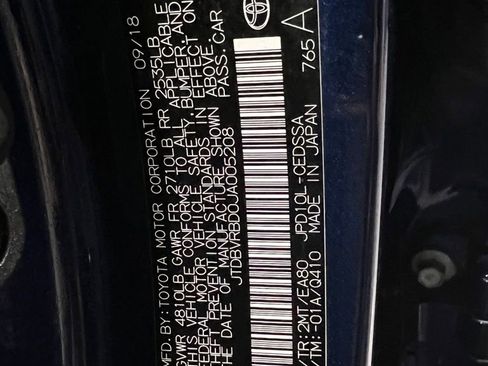 MFD. BY: TOYOTA MOTOR CORPORATION 09/18
GVWR 4810LB GAWR FR 2710LB RR 2535LB
THIS VEHICLE CONFORMS TO ALL APPLICABLE
FEDERAL MOTOR VEHICLE SAFETY, BUMPER, AND
THEFT PREVENTION STANDARDS IN EFFECT ON
THE DATE OF MANUFACTURE SHOWN ABOVE.
JTDBVRBD0JA005208 PASS. CAR
/TR: 2MT/EA80 JPD10L-CEDSSA 765 A
/TM: -01A/Q410 MADE IN JAPAN